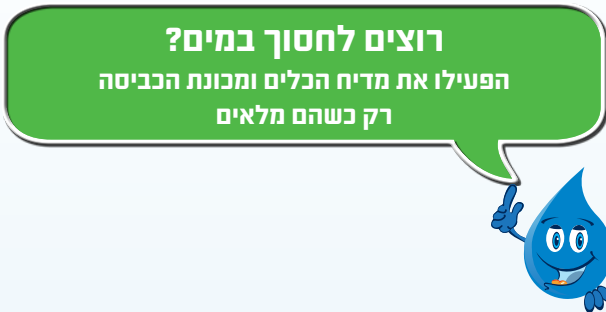 רוצים לחסוך במים?
הפעילו את מדיח הכלים ומכונת הכביסה
רק כשהם מלאים